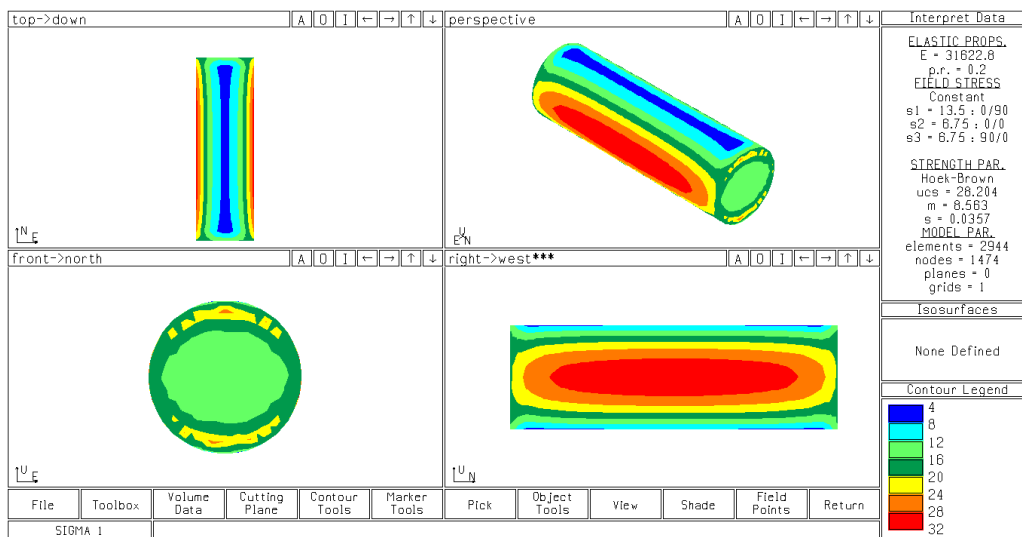 top->down A O I ← → ↑ ↓
perspective A O I ← → ↑ ↓
N E
U
E N
front->north A O I ← → ↑ ↓
right->west*** A O I ← → ↑ ↓
U E
U N
Interpret Data
ELASTIC PROPS.
E = 31622.8
p.r. = 0.2
FIELD STRESS
Constant
s1 = 13.5 : 0/90
s2 = 6.75 : 0/0
s3 = 6.75 : 90/0
STRENGTH PAR.
Hoek-Brown
ucs = 28.204
m = 8.563
s = 0.0357
MODEL PAR.
elements = 2944
nodes = 1474
planes = 0
grids = 1
Isosurfaces
None Defined
Contour Legend
4
8
12
16
20
24
28
32
File
Toolbox
Volume
Data
Cutting
Plane
Contour
Tools
Marker
Tools
Pick
Object
Tools
View
Shade
Field
Points
Return
SIGMA 1